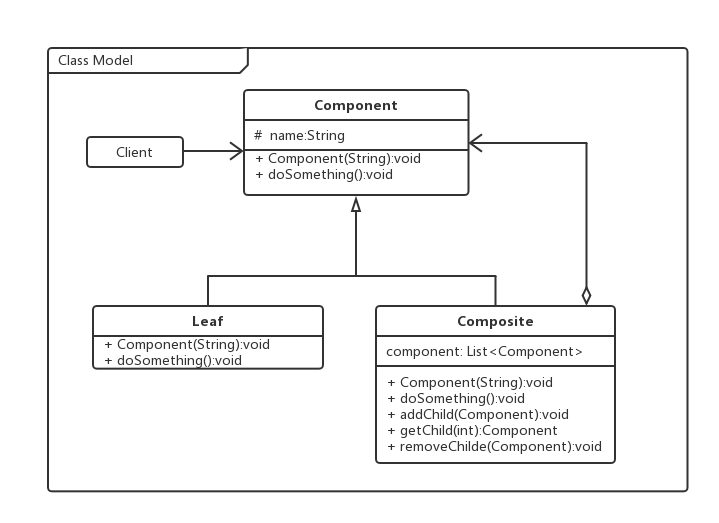 Class Model
Component
# name:String
Client
+ Component(String):void
+ doSomething():void
Leaf
+ Component(String):void
+ doSomething():void
Composite
component: List<Component>
+ Component(String):void
+ doSomething():void
+ addChild(Component):void
+ getChild(int):Component
+ removeChilde(Component):void